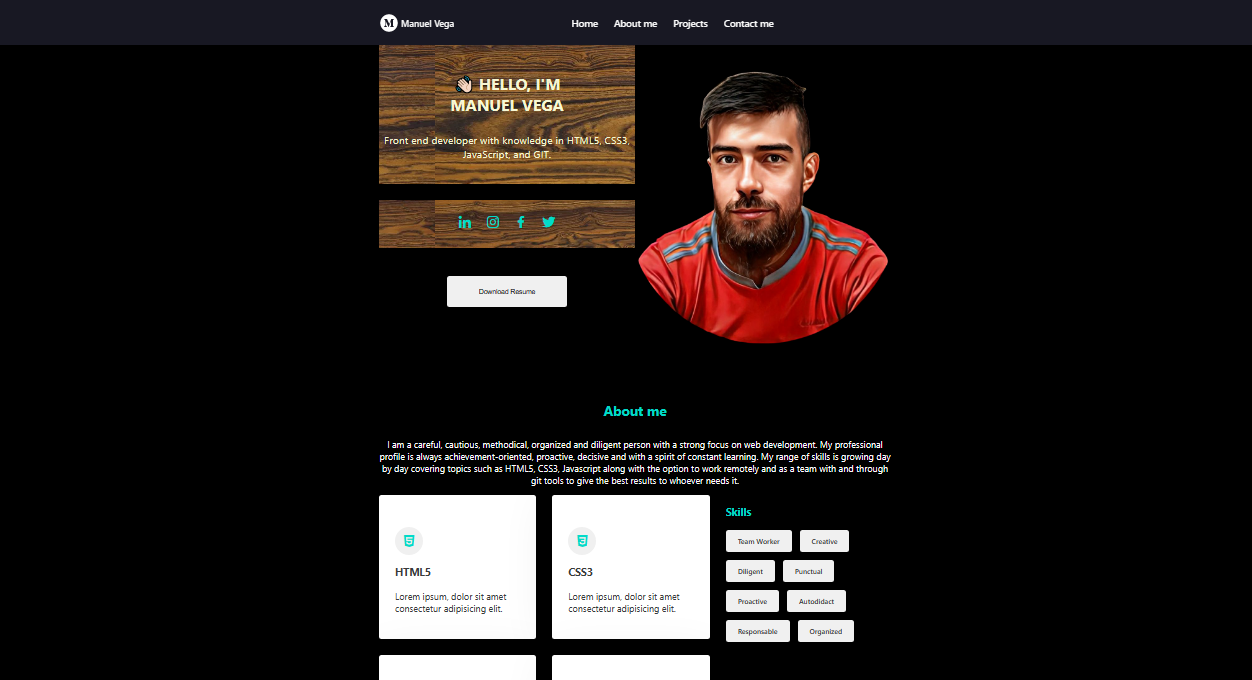 M Manuel Vega
Home About me Projects Contact me
👋🏻 HELLO, I'M
MANUEL VEGA
Front end developer with knowledge in HTML5, CSS3,
JavaScript, and GIT.
Download Resume
About me
I am a careful, cautious, methodical, organized and diligent person with a strong focus on web development. My professional
profile is always achievement-oriented, proactive, decisive and with a spirit of constant learning. My range of skills is growing day
by day covering topics such as HTML5, CSS3, Javascript along with the option to work remotely and as a team with and through
git tools to give the best results to whoever needs it.
HTML5
Lorem ipsum, dolor sit amet
consectetur adipisicing elit.
CSS3
Lorem ipsum, dolor sit amet
consectetur adipisicing elit.
Skills
Team Worker Creative
Diligent Punctual
Proactive Autodidact
Responsable Organized